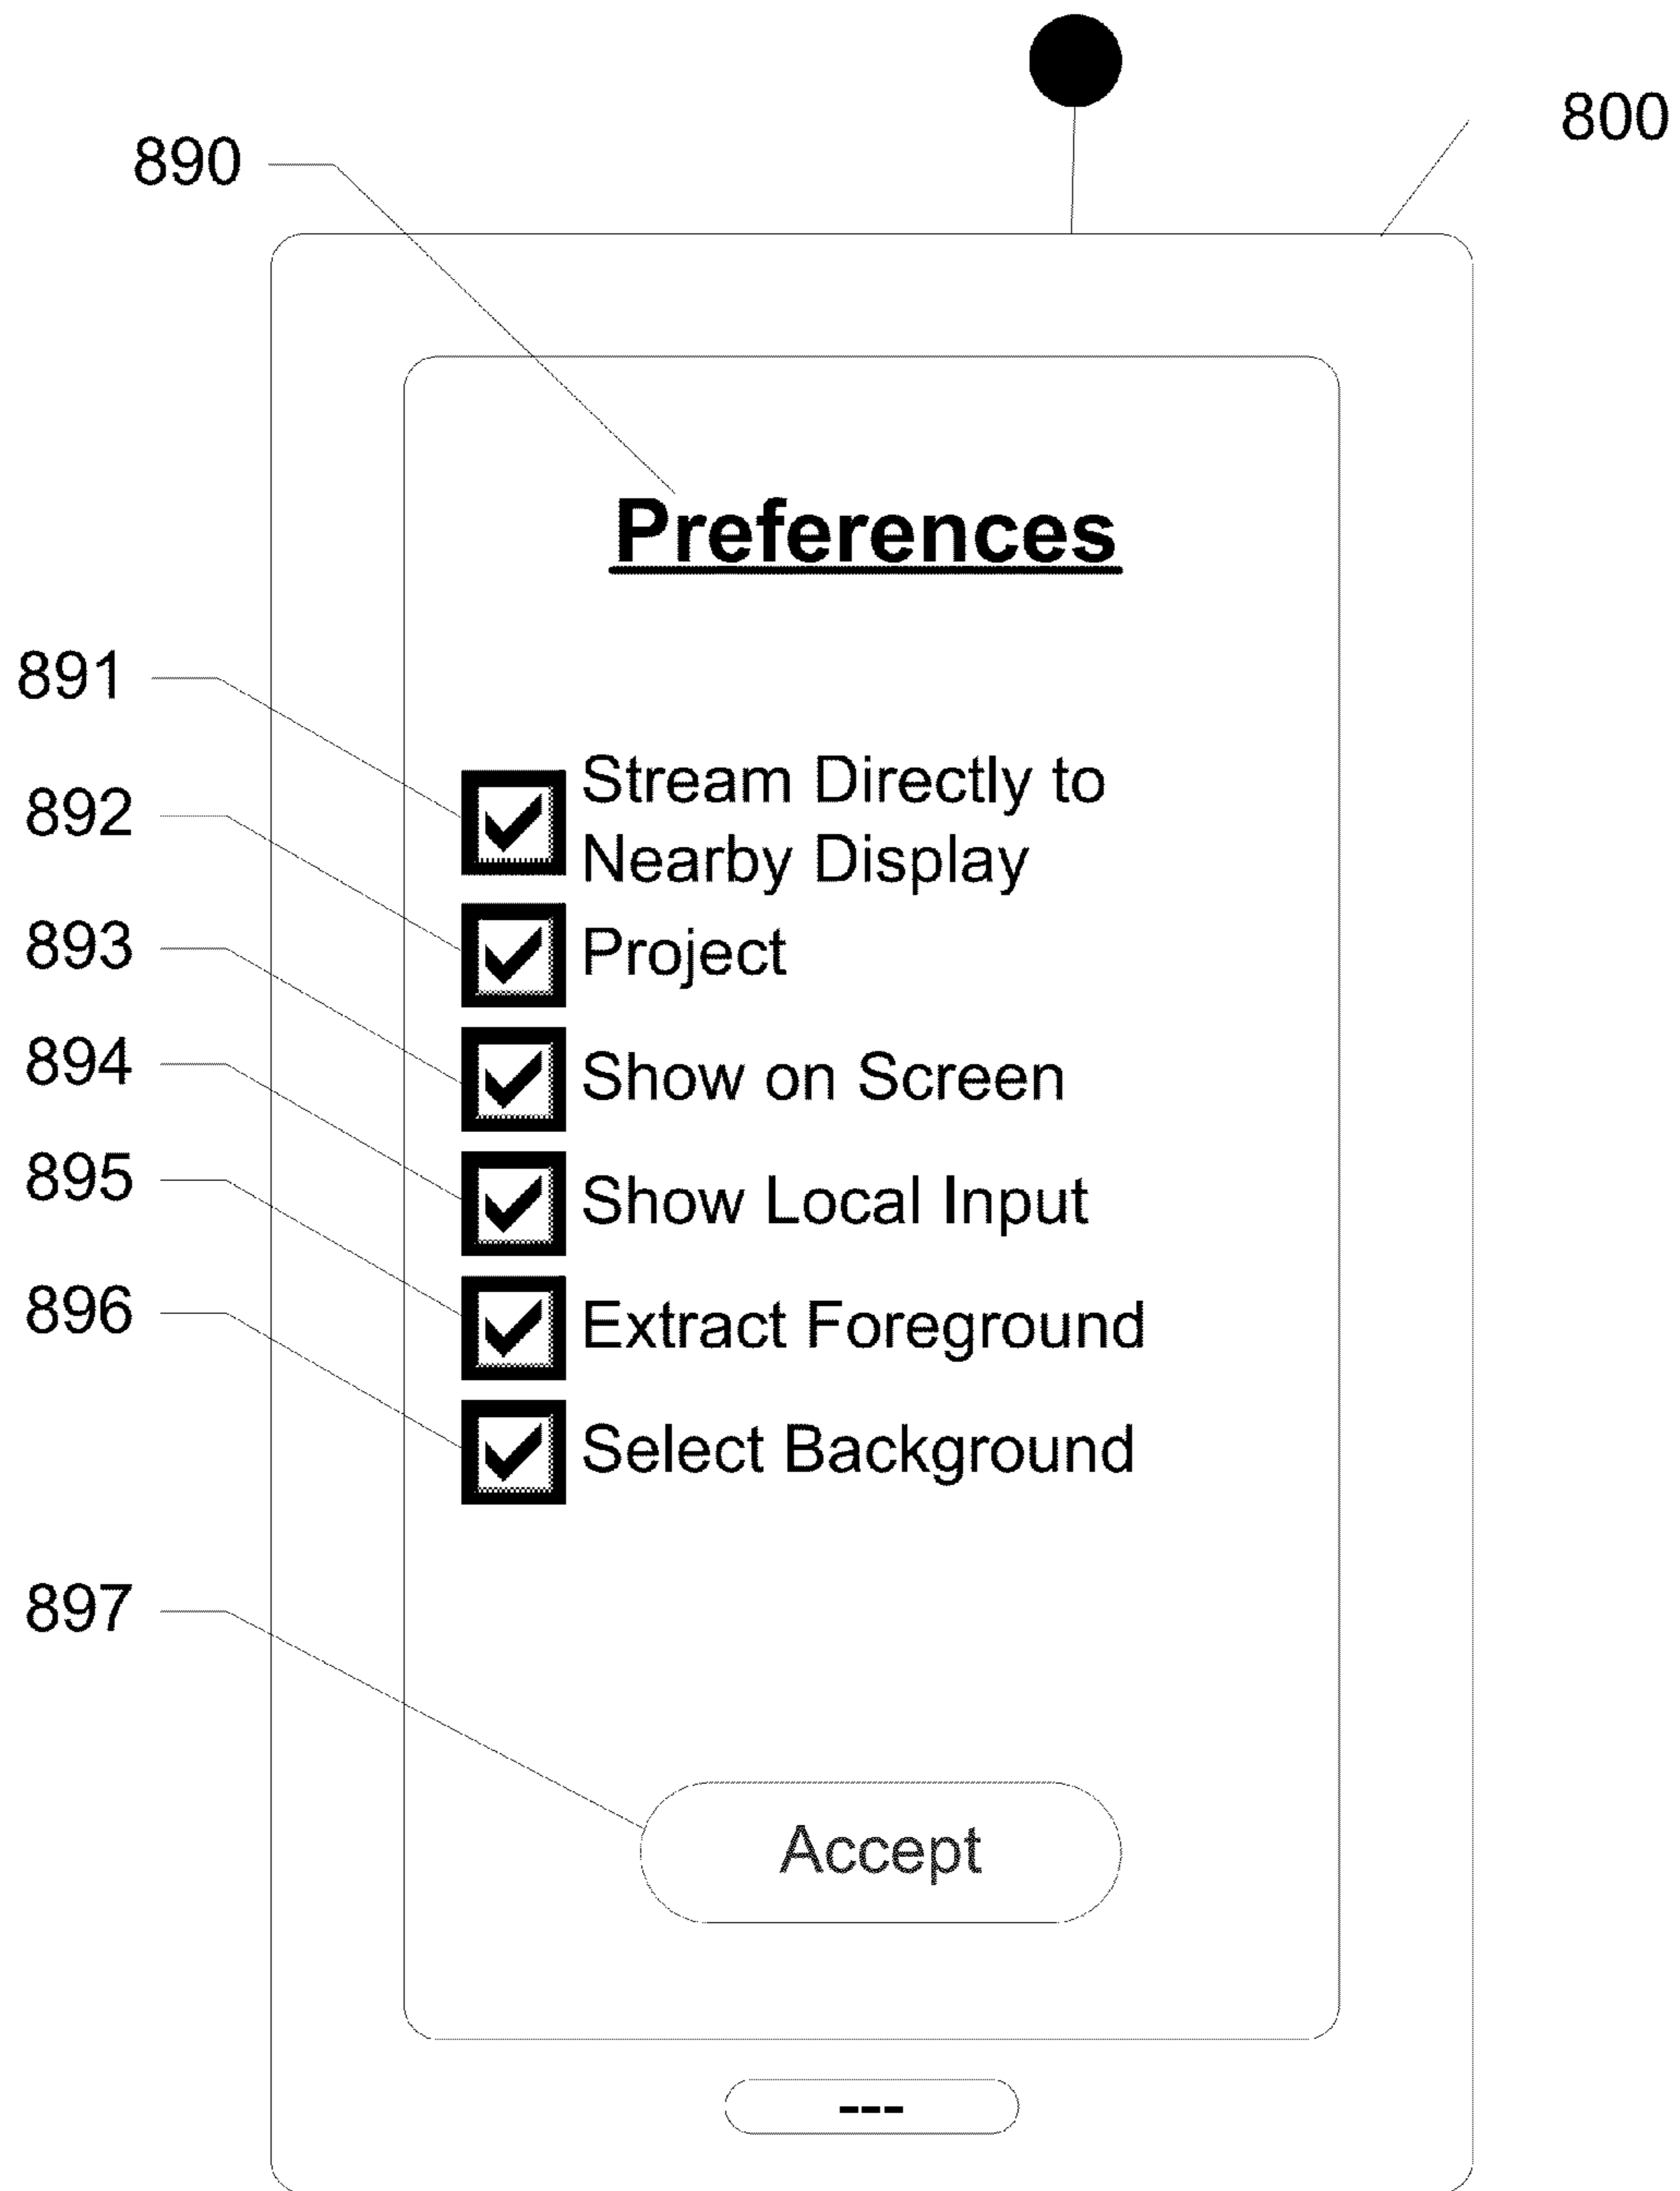 800
890
Preferences
891
Stream Directly to
Nearby Display
892
Project
893
Show on Screen
894
Show Local Input
895
Extract Foreground
896
Select Background
897
Accept
---